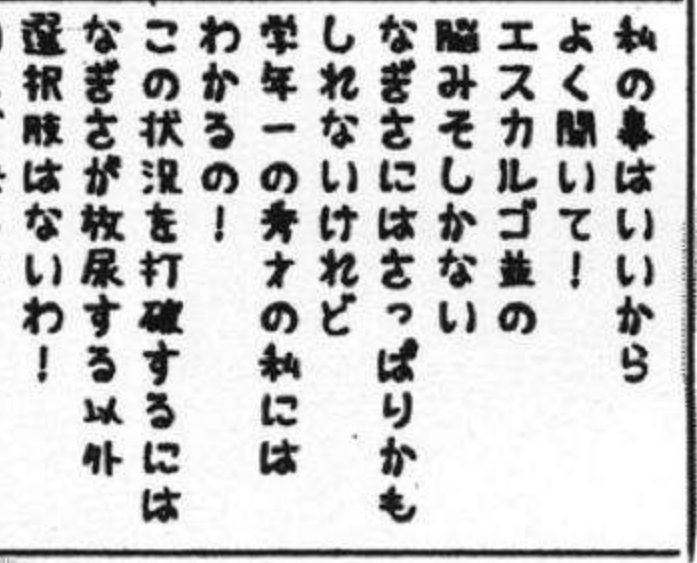 私の事はいいから
よく聞いて！
エスカルゴ並の
脳みそしかない
なぎさにはさっぱりかも
しれないけれど
学年一の秀才の私には
わかるの！
この状況を打破するには
なぎさが放尿する以外
選択肢はないわ！